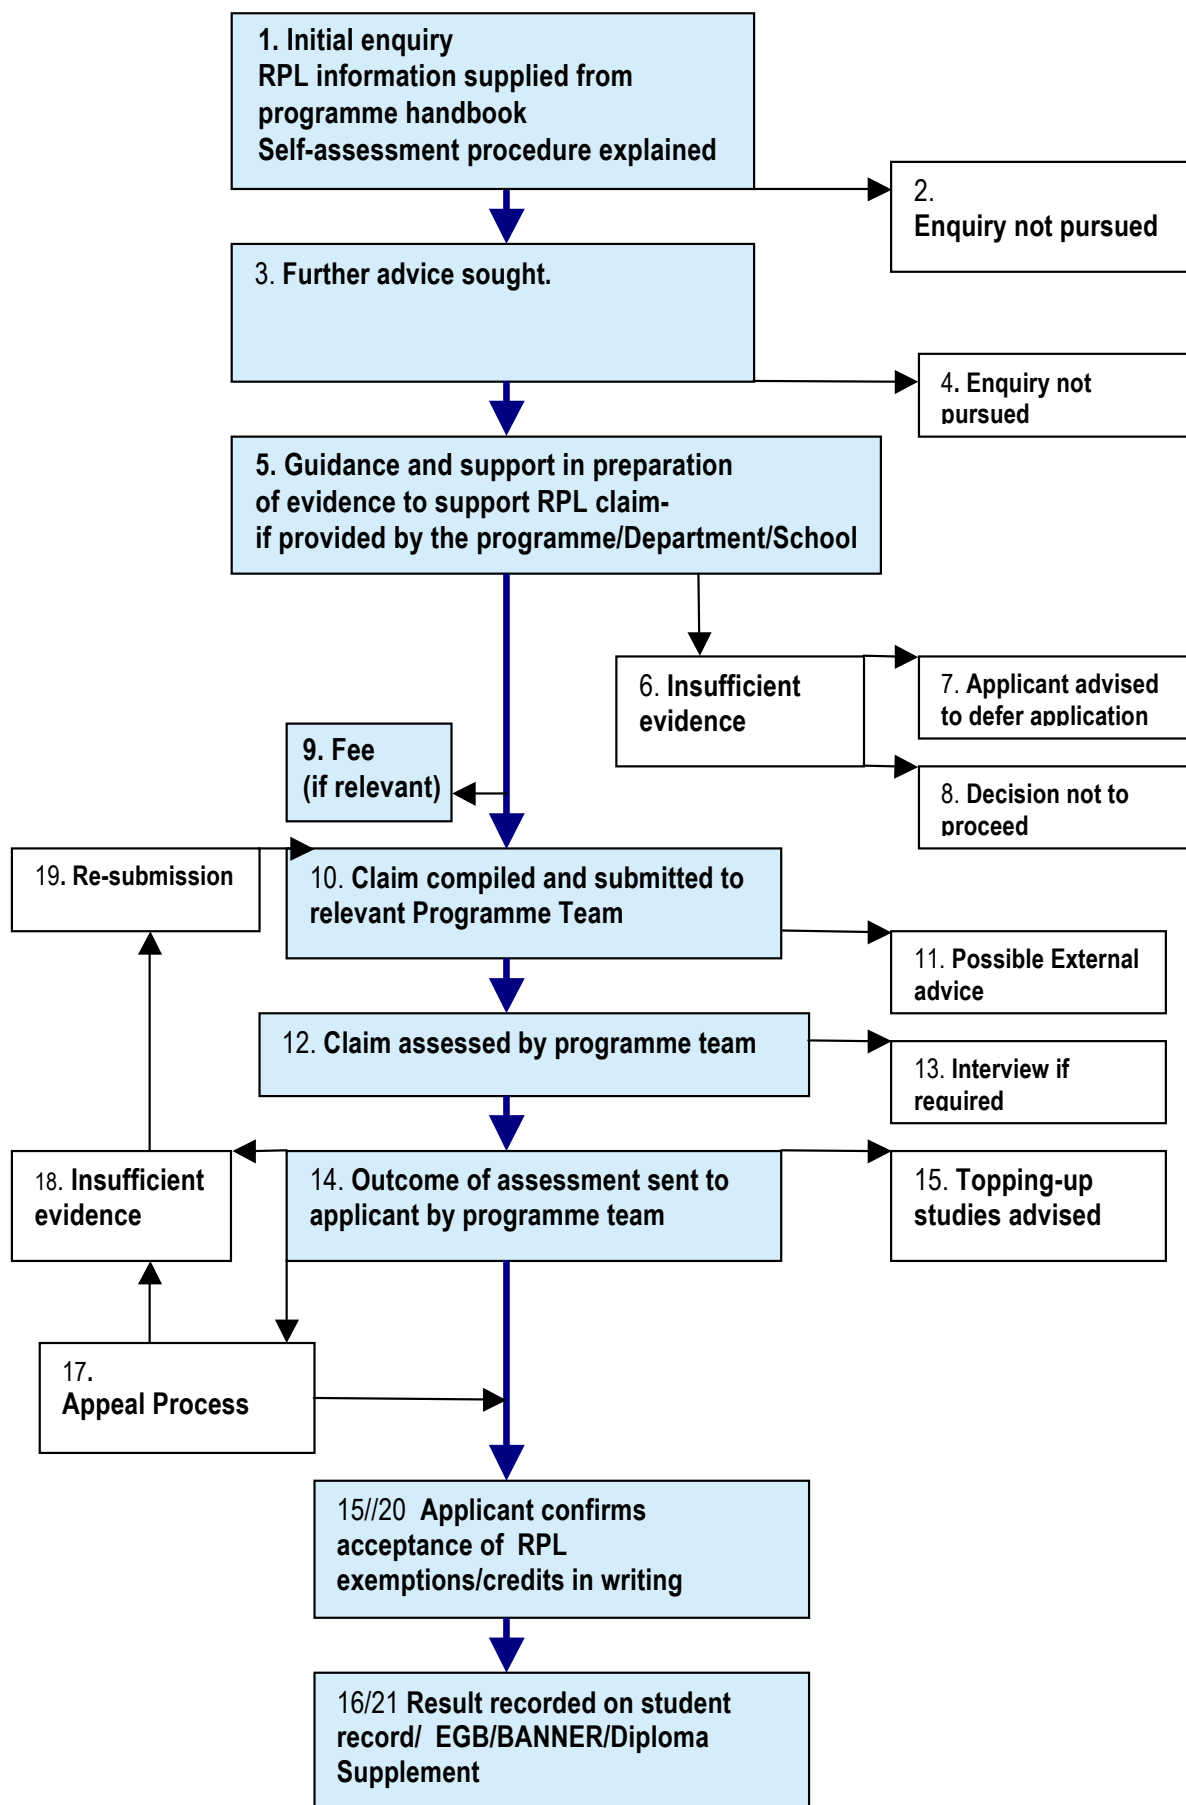 1. Initial enquiry
RPL information supplied from
programme handbook
Self-assessment procedure explained
2.
Enquiry not pursued
3. Further advice sought.
4. Enquiry not
pursued
5. Guidance and support in preparation
of evidence to support RPL claim-
if provided by the programme/Department/School
6. Insufficient
evidence
7. Applicant advised
to defer application
8. Decision not to
proceed
9. Fee
(if relevant)
19. Re-submission
10. Claim compiled and submitted to
relevant Programme Team
11. Possible External
advice
12. Claim assessed by programme team
13. Interview if
required
18. Insufficient
evidence
14. Outcome of assessment sent to
applicant by programme team
15. Topping-up
studies advised
17.
Appeal Process
15//20 Applicant confirms
acceptance of RPL
exemptions/credits in writing
16/21 Result recorded on student
record/ EGB/BANNER/Diploma
Supplement